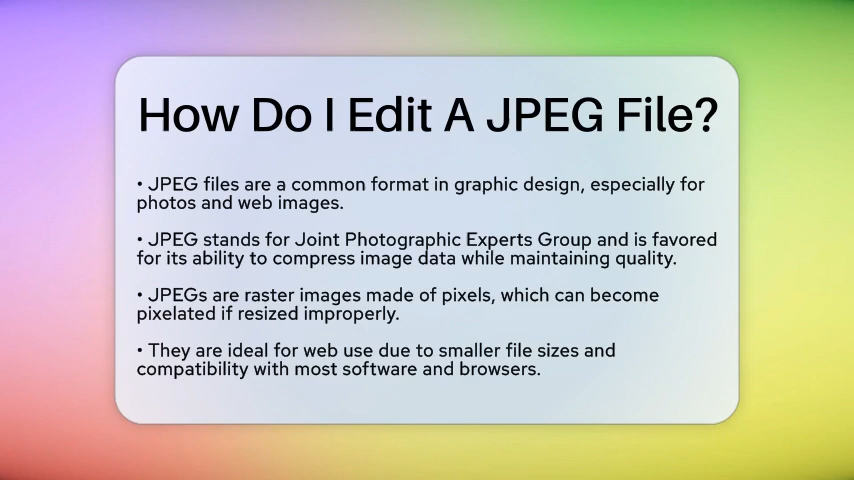 How Do I Edit A JPEG File?
• JPEG files are a common format in graphic design, especially for
photos and web images.
• JPEG stands for Joint Photographic Experts Group and is favored
for its ability to compress image data while maintaining quality.
• JPEGs are raster images made of pixels, which can become
pixelated if resized improperly.
• They are ideal for web use due to smaller file sizes and
compatibility with most software and browsers.